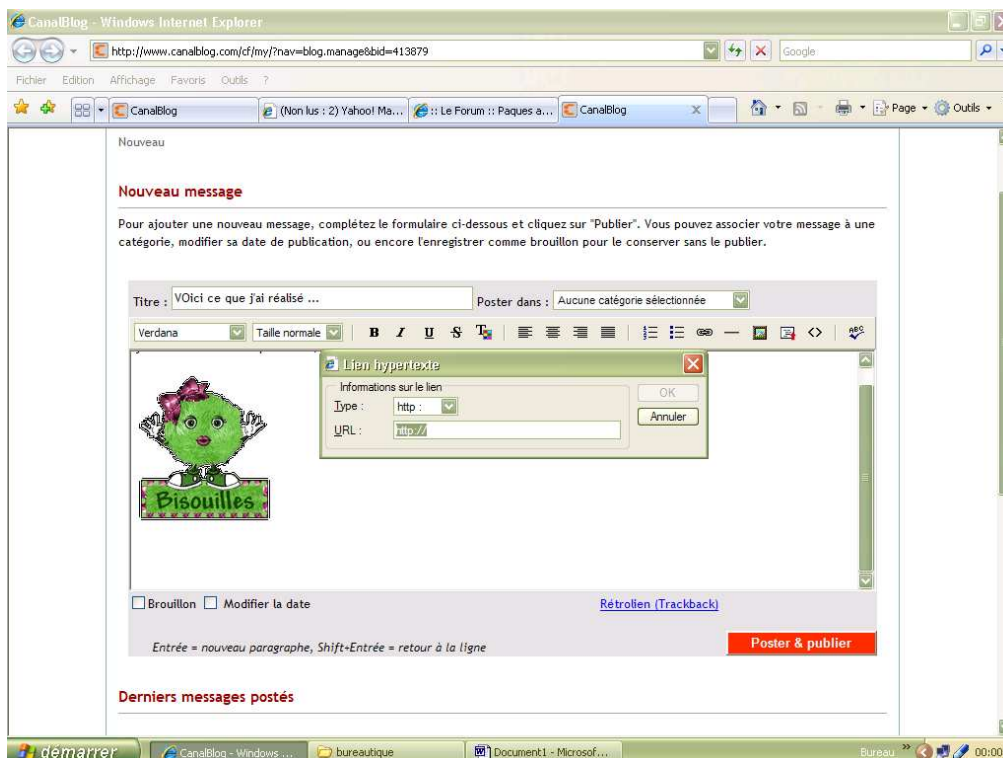 CanalBlog - Windows Internet Explorer
http://www.canalblog.com/cf/my/?nav=blog.manage&bid=413879
Google
Fichier Edition Affichage Favoris Outils ?
CanalBlog
(Non lus : 2) Yahoo! Ma...
:: Le Forum :: Paques a...
CanalBlog
Page
Outils
Nouveau
Nouveau message
Pour ajouter une nouveau message, complétez le formulaire ci-dessous et cliquez sur "Publier". Vous pouvez associer votre message à une
catégorie, modifier sa date de publication, ou encore l'enregistrer comme brouillon pour le conserver sans le publier.
Titre : VOici ce que j'ai réalisé ...
Poster dans : Aucune catégorie sélectionnée
Verdana Taille normale B I U S T ABC
Lien hypertexte
Informations sur le lien
Type : http :
URL : http://
OK
Annuler
Bisouilles
Brouillon Modifier la date Rétrolien (Trackback)
Entrée = nouveau paragraphe, Shift+Entrée = retour à la ligne
Poster & publier
Derniers messages postés
démarrer CanalBlog - Windows ... bureautique Document1 - Microsof... Bureau » 00:00